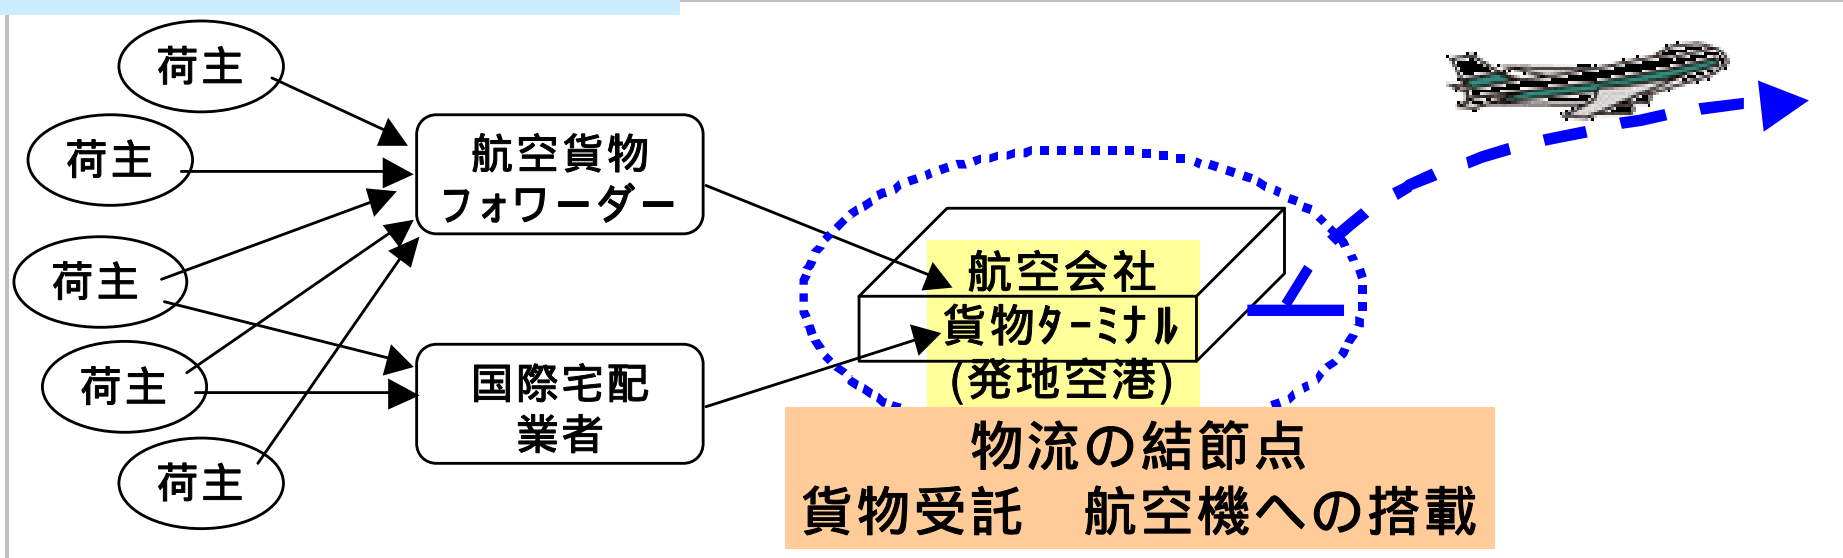 荷主
荷主
荷主
荷主
荷主
航空貨物
フォワーダー
国際宅配
業者
航空会社
貨物ﾀｰﾐﾅﾙ
(発地空港)
物流の結節点
貨物受託　航空機への搭載